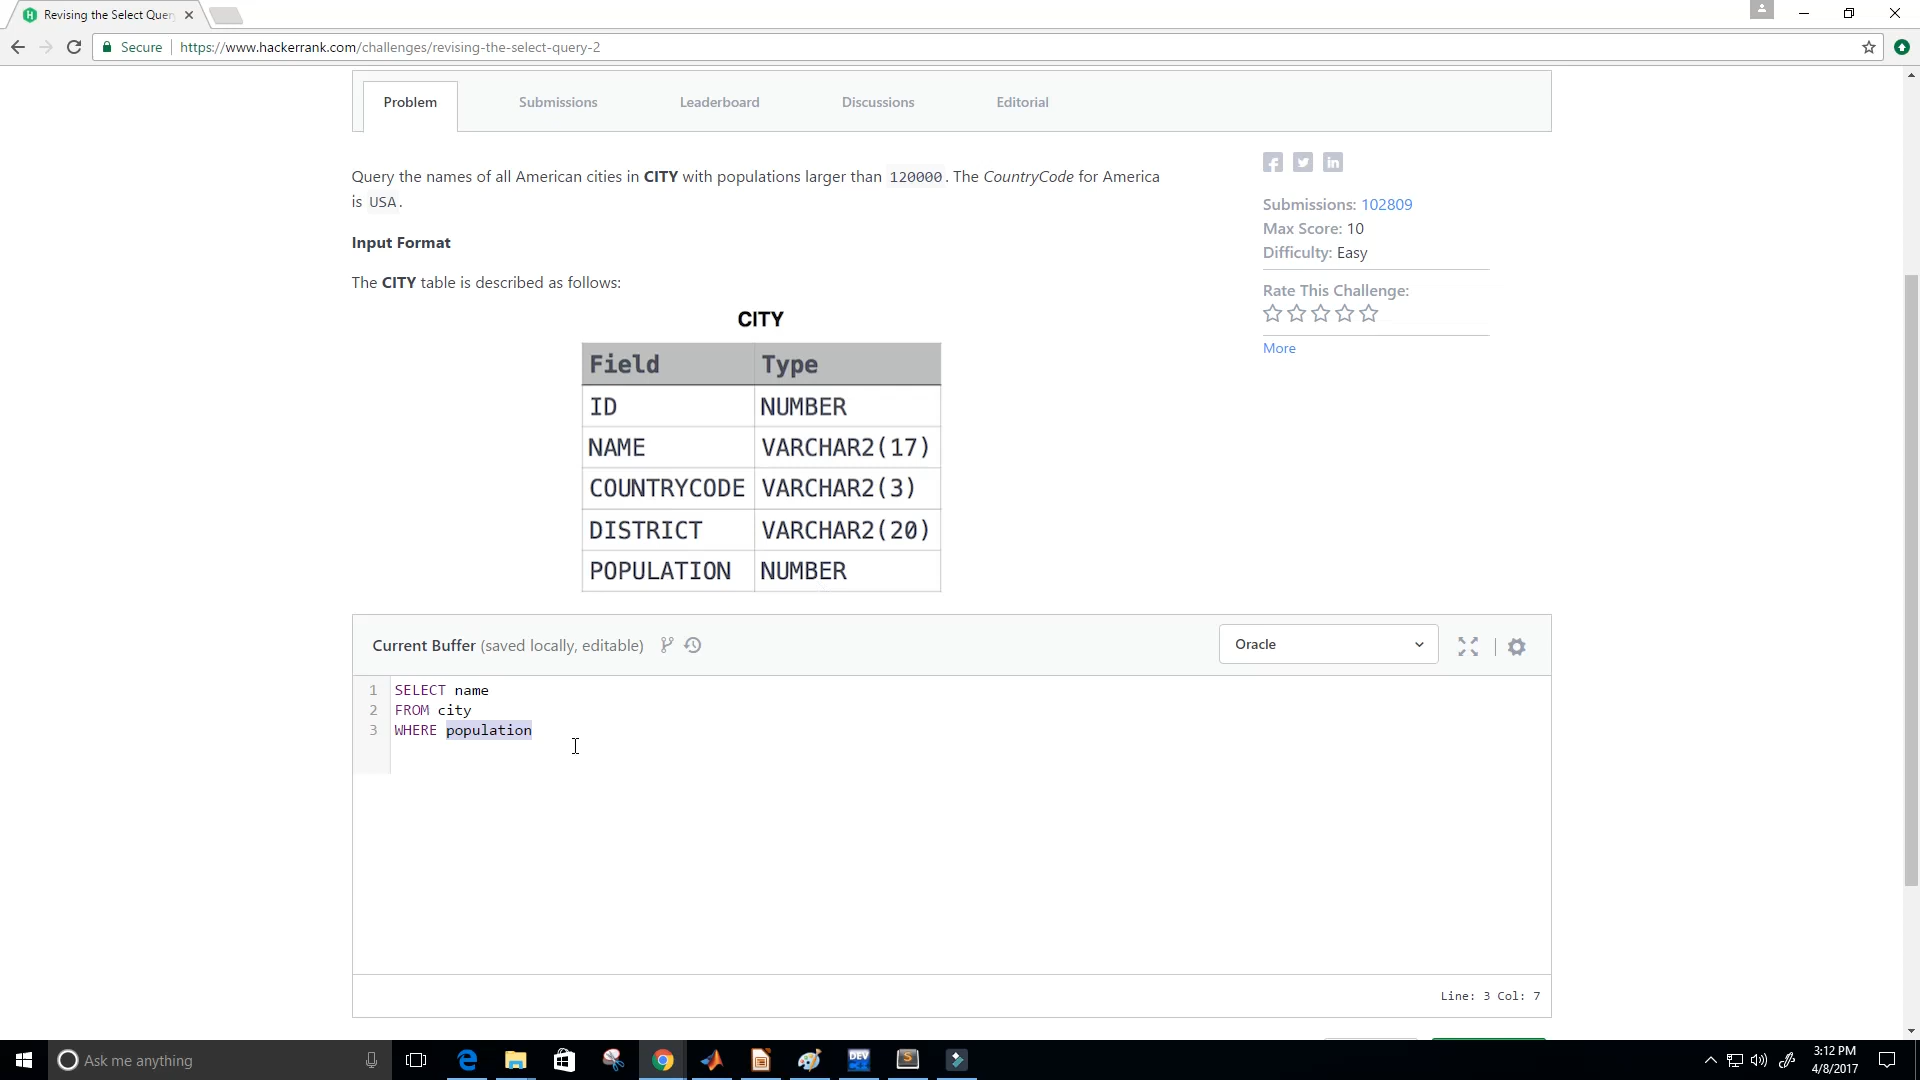 Revising the Select Quer
Secure https://www.hackerrank.com/challenges/revising-the-select-query-2
Problem Submissions Leaderboard Discussions Editorial
Query the names of all American cities in CITY with populations larger than 120000. The CountryCode for America
is USA.
Input Format
The CITY table is described as follows:
CITY
Field Type
ID NUMBER
NAME VARCHAR2(17)
COUNTRYCODE VARCHAR2(3)
DISTRICT VARCHAR2(20)
POPULATION NUMBER
Submissions: 102809
Max Score: 10
Difficulty: Easy
Rate This Challenge:
More
Current Buffer (saved locally, editable)
Oracle
1 SELECT name
2 FROM city
3 WHERE population
Line: 3 Col: 7
Ask me anything
DEV
3:12 PM
4/8/2017